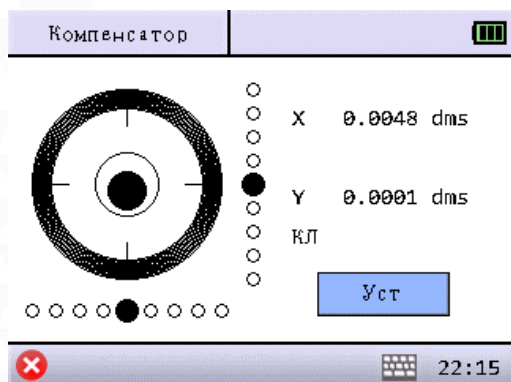 Компенсатор
X 0.0048 dms
Y 0.0001 dms
КЛ
Уст
22:15